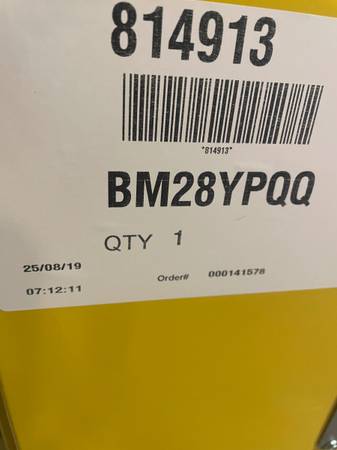 814913
*814913*
BM28YPQQ
QTY 1
25/08/19 Order# 000141578
07:12:11